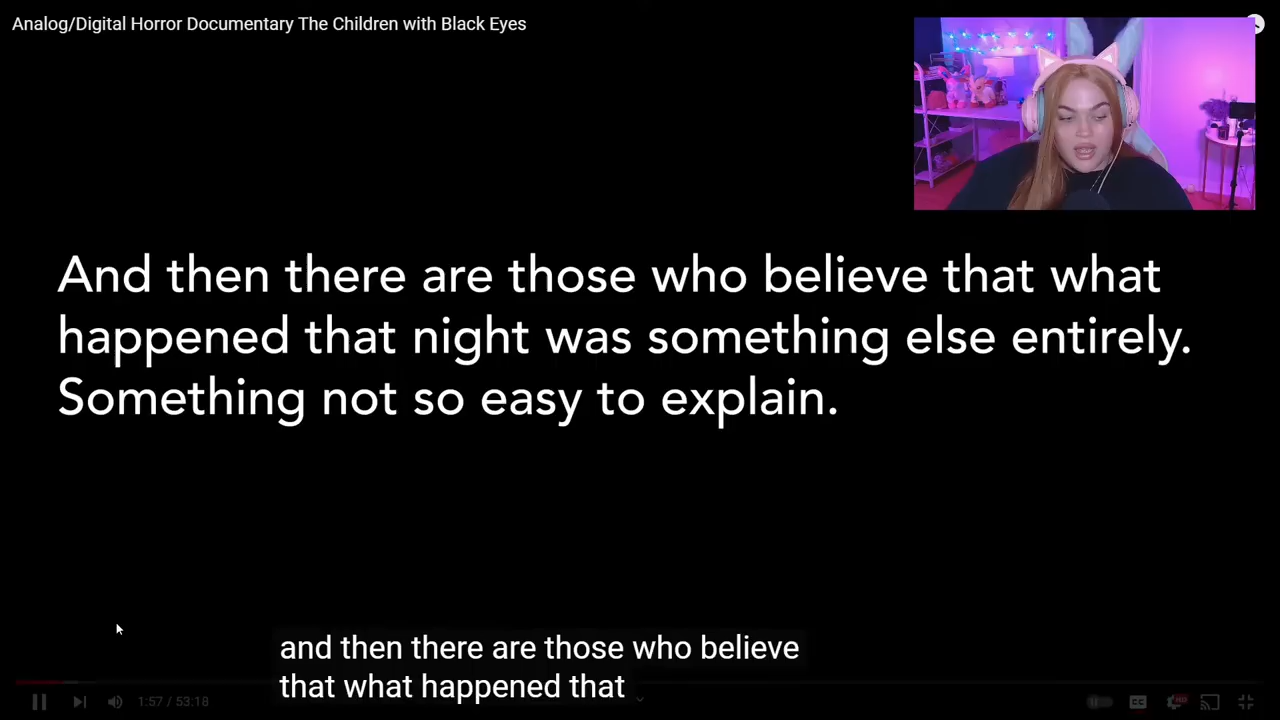 Analog/Digital Horror Documentary The Children with Black Eyes
And then there are those who believe that what
happened that night was something else entirely.
Something not so easy to explain.
and then there are those who believe
that what happened that
1:57 / 53:18
CC
HD